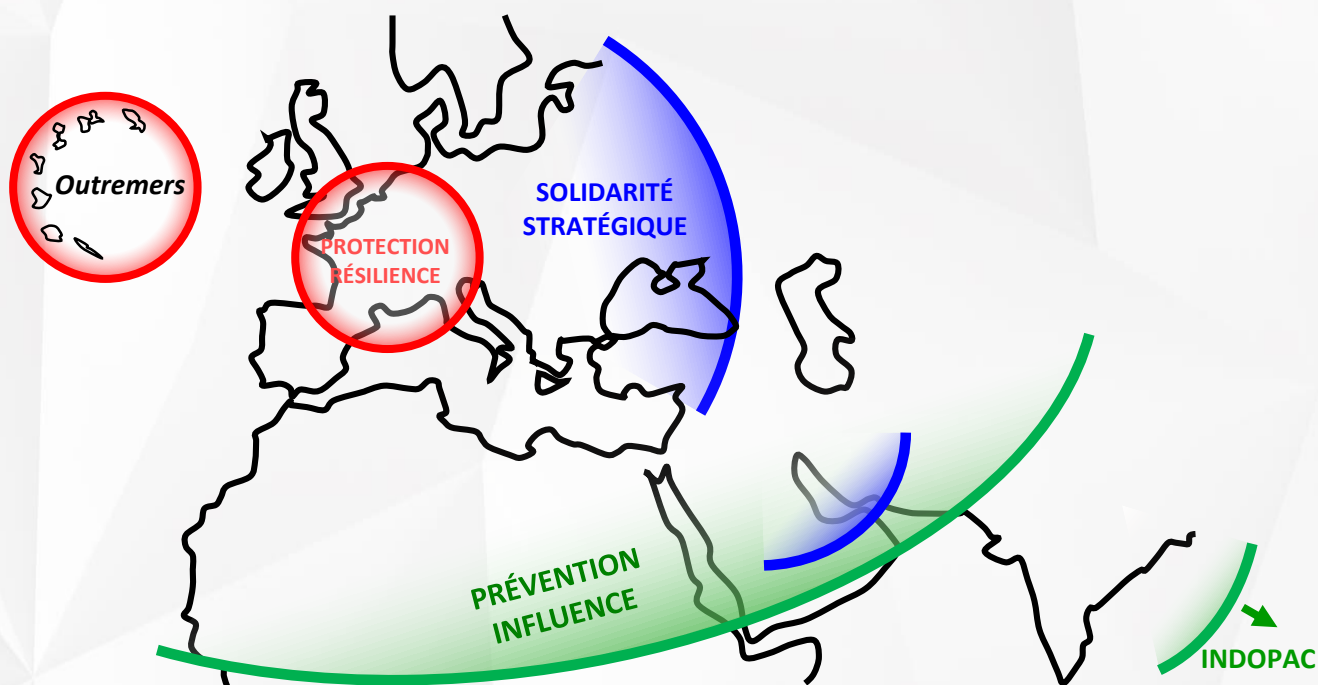 Outremers
PROTECTION
RÉSILIENCE
SOLIDARITÉ
STRATÉGIQUE
PRÉVENTION
INFLUENCE
INDOPAC